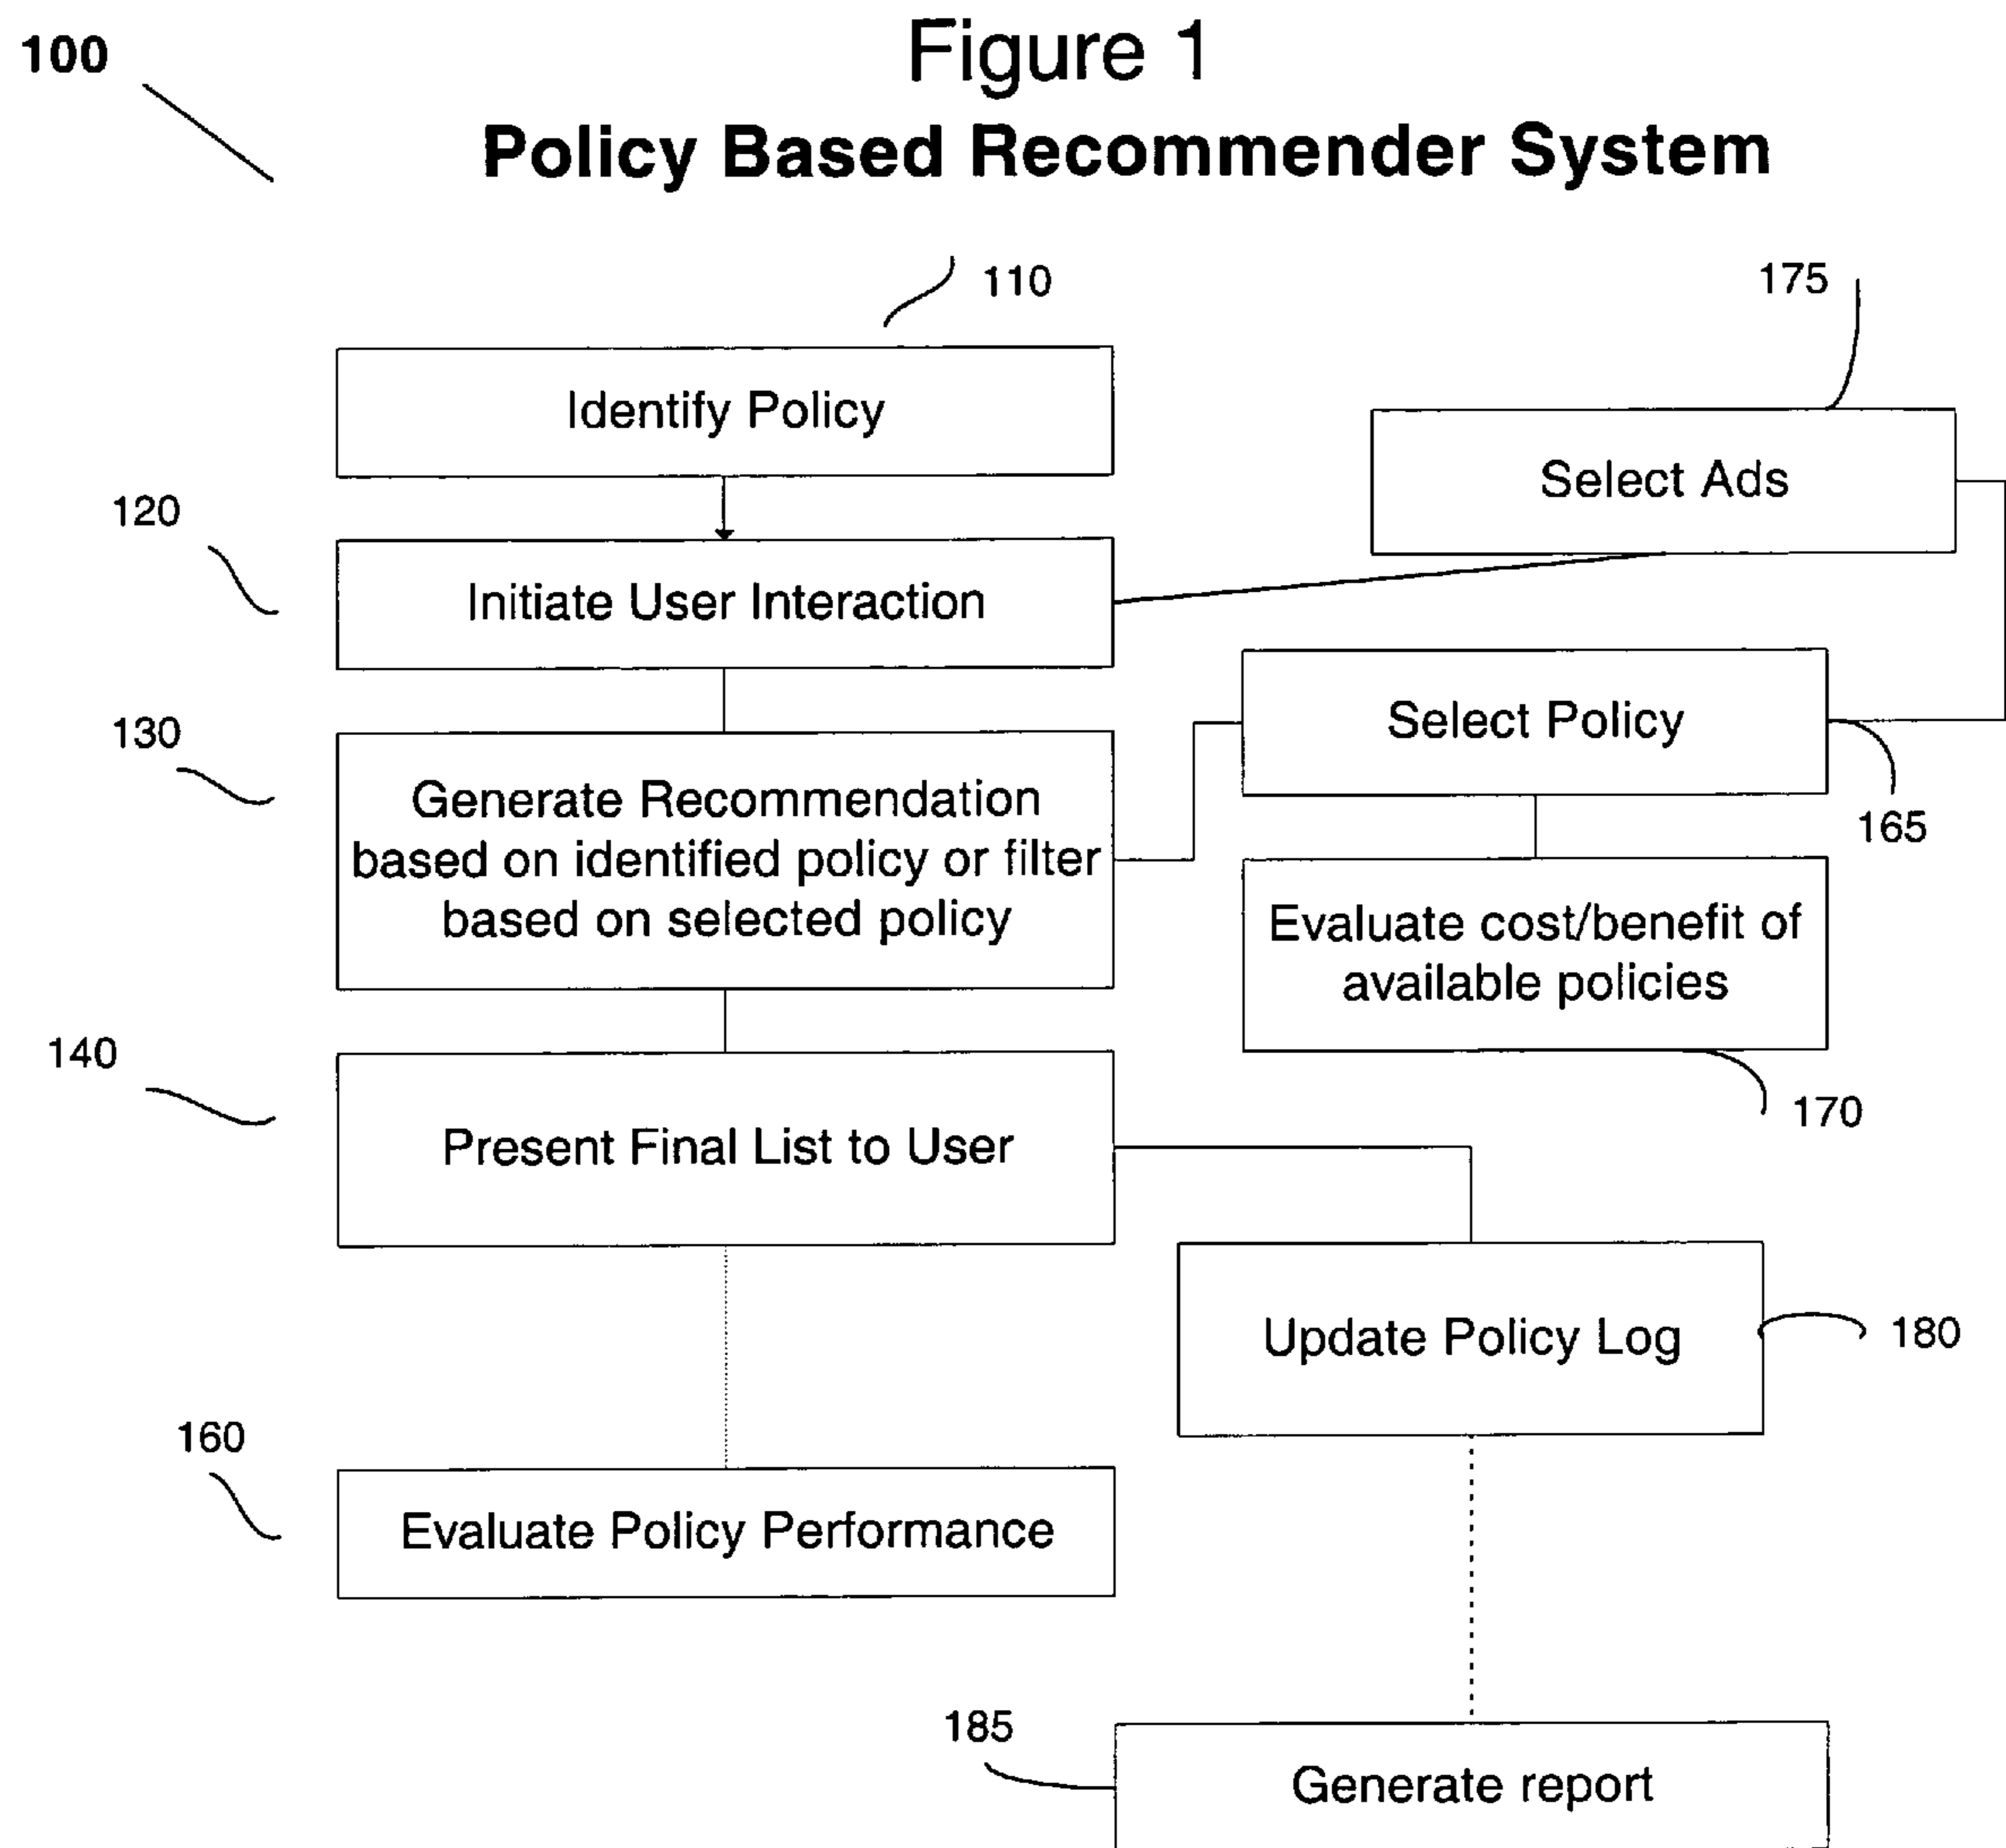 100
Figure 1
Policy Based Recommender System
110
175
Identify Policy
Select Ads
120
Initiate User Interaction
130
Select Policy
165
Generate Recommendation
based on identified policy or filter
based on selected policy
Evaluate cost/benefit of
available policies
170
140
Present Final List to User
Update Policy Log
180
160
Evaluate Policy Performance
185
Generate report